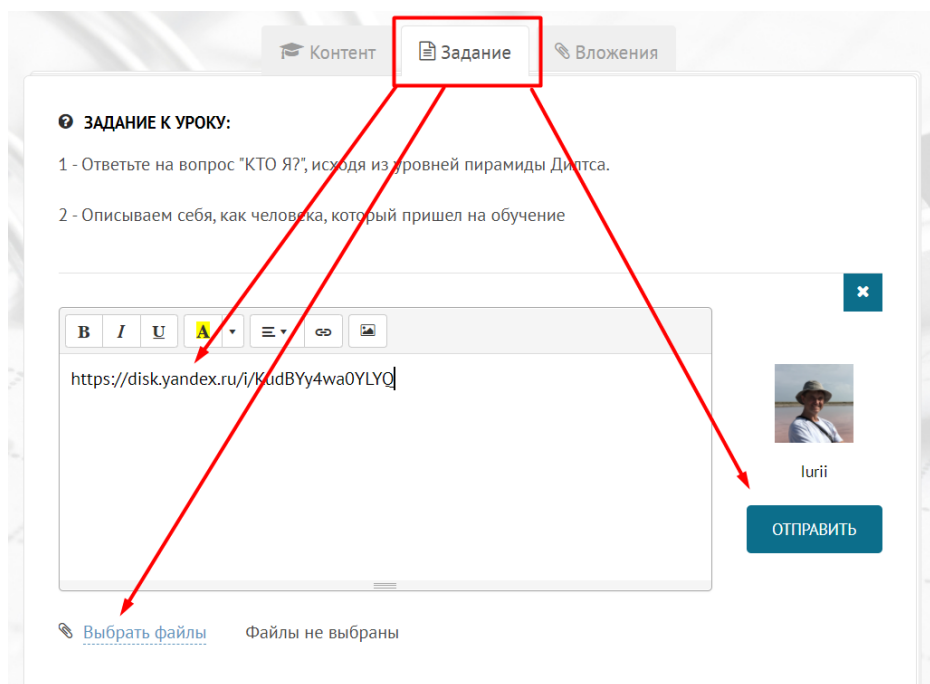 Контент Задание Вложения
ЗАДАНИЕ К УРОКУ:
1 - Ответьте на вопрос "КТО Я?", исходя из уровней пирамиды Дилтса.
2 - Описываем себя, как человека, который пришел на обучение
B I U A
https://disk.yandex.ru/i/KudBYy4wa0YLYQ
Iurii
ОТПРАВИТЬ
Выбрать файлы Файлы не выбраны